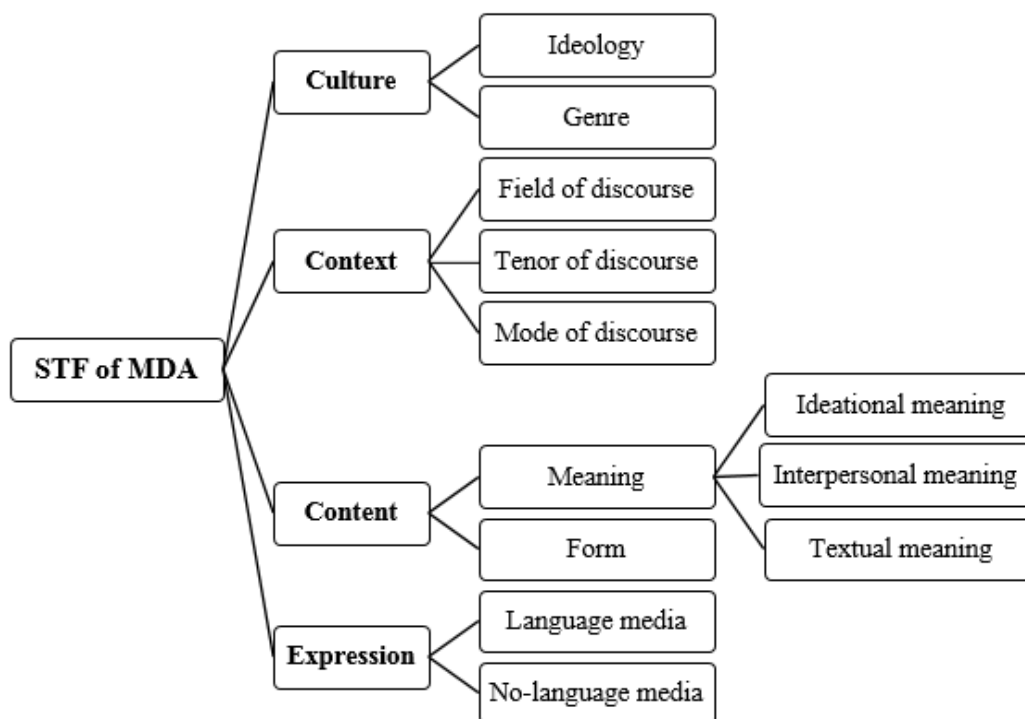 STF of MDA
Culture
Ideology
Genre
Context
Field of discourse
Tenor of discourse
Mode of discourse
Content
Meaning
Ideational meaning
Interpersonal meaning
Textual meaning
Form
Expression
Language media
No-language media